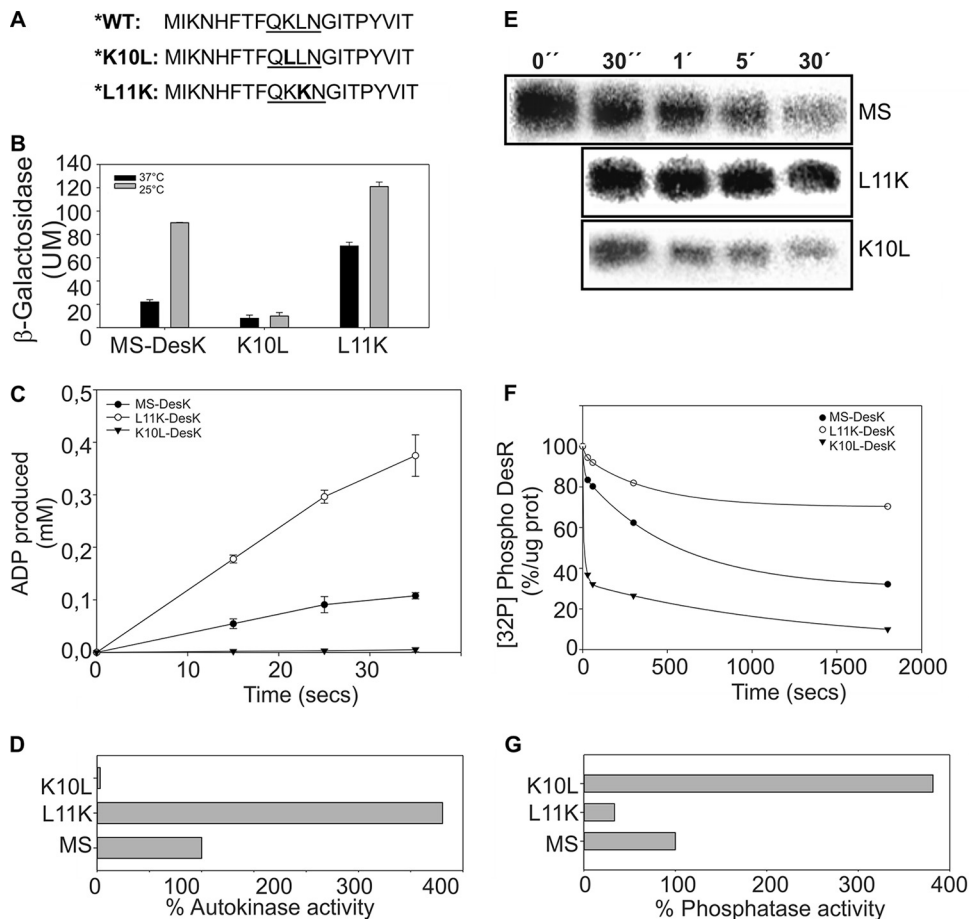 A
*WT: MIKNHFTFQKLNGITPYVIT
*K10L: MIKNHFTFQLLNGITPYVIT
*L11K: MIKNHFTFQKKNGITPYVIT
B
37°C
25°C
β-Galactosidase
(UM)
140
120
100
80
60
40
20
0
MS-DesK K10L L11K
C
MS-DesK
L11K-DesK
K10L-DesK
ADP produced
(mM)
0,5
0,4
0,3
0,2
0,1
0,0
0 10 20 30
Time (secs)
D
K10L
L11K
MS
0 100 200 300 400
% Autokinase activity
E
0´´ 30´´ 1´ 5´ 30´
MS
L11K
K10L
F
MS-DesK
L11K-DesK
K10L-DesK
[32P] Phospho DesR
(%/ug prot)
100
80
60
40
20
0
0 500 1000 1500 2000
Time (secs)
G
K10L
L11K
MS
0 100 200 300 400
% Phosphatase activity